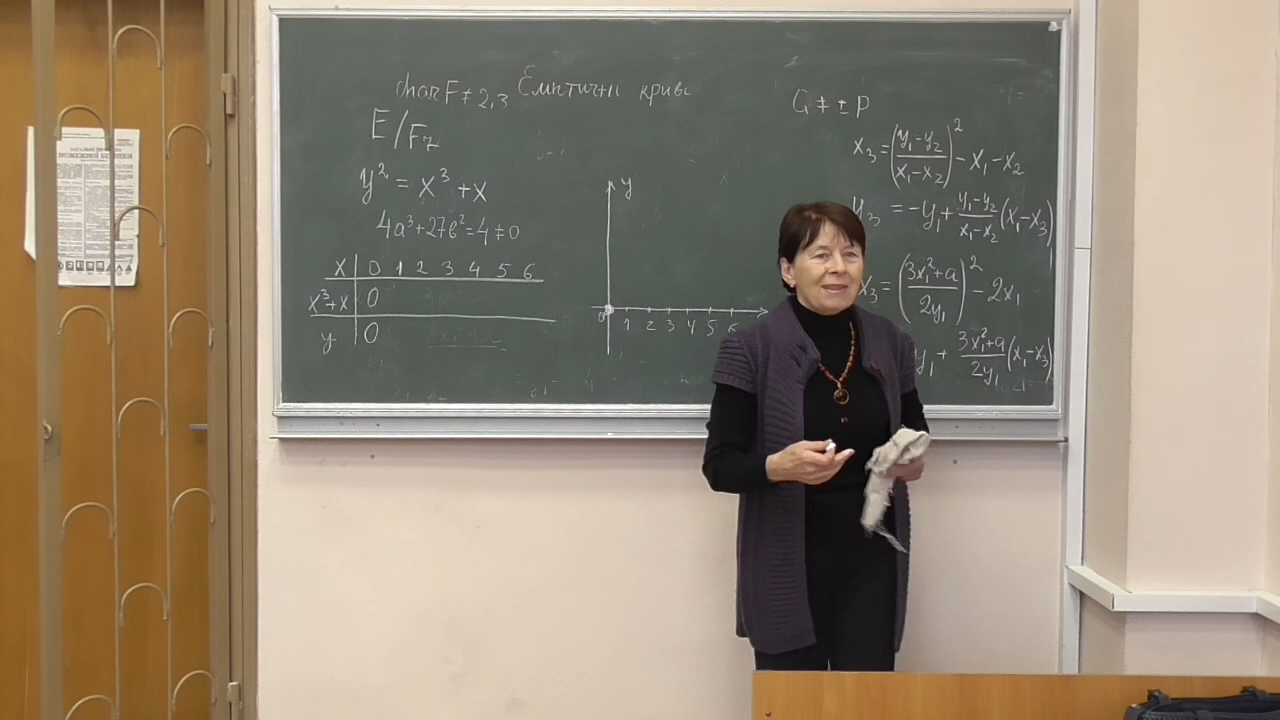 char F ≠ 2,3 Еліптичні криві
E/F₇
y² = x³ + x
4a³+27b²=4≠0
x | 0 1 2 3 4 5 6
x³+x | 0
y | 0
y
0 1 2 3 4 5 6
Q ≠ ± P
x₃ = ((y₁-y₂)/(x₁-x₂))² - x₁ - x₂
y₃ = -y₁ + (y₁-y₂)/(x₁-x₂) (x₁-x₃)
x₃ = ((3x₁²+a)/(2y₁))² - 2x₁
y₁ + (3x₁²+a)/(2y₁) (x₁-x₃)